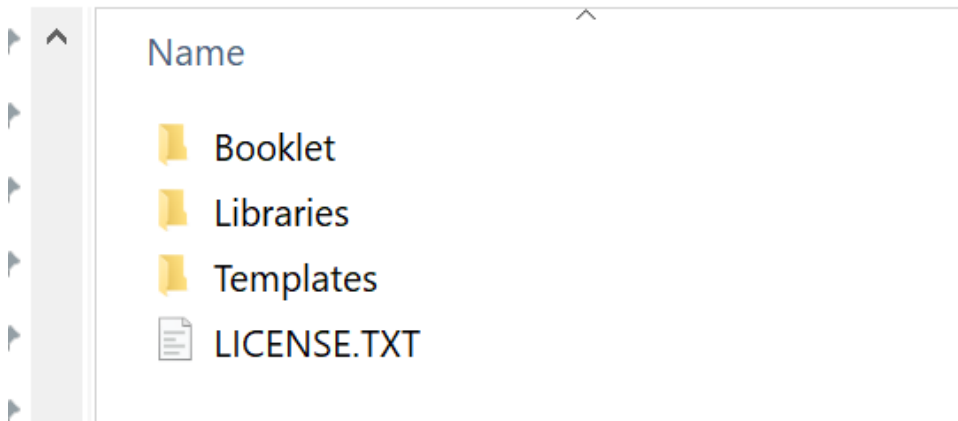 Name
Booklet
Libraries
Templates
LICENSE.TXT